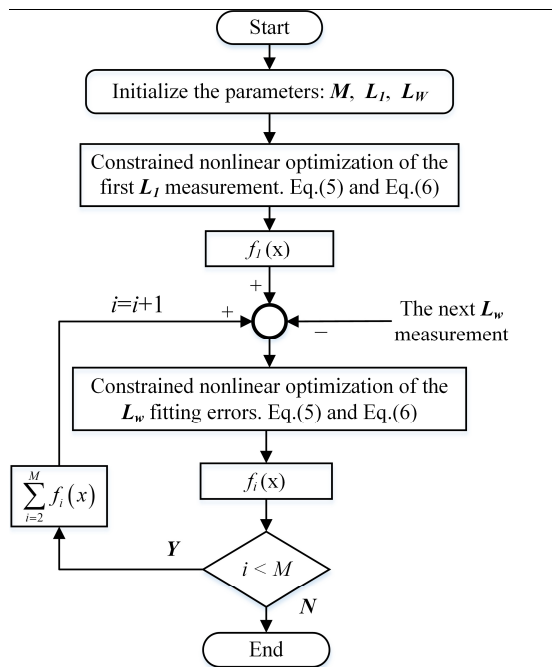 Start
Initialize the parameters: M, L1, LW
Constrained nonlinear optimization of the
first L1 measurement. Eq.(5) and Eq.(6)
f1(x)
+
i=i+1
+
−
The next Lw
measurement
Constrained nonlinear optimization of the
Lw fitting errors. Eq.(5) and Eq.(6)
fi(x)
M
∑ fi(x)
i=2
Y
i < M
N
End